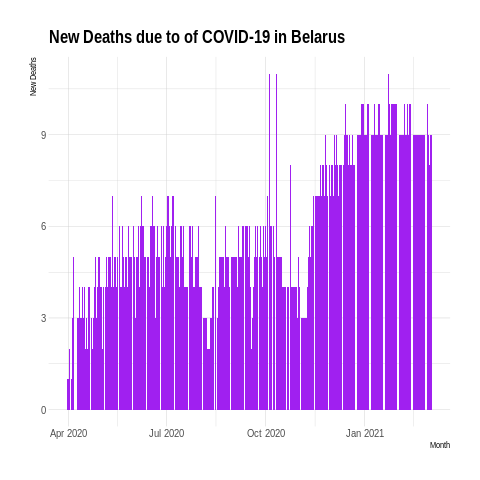 New Deaths due to of COVID-19 in Belarus
New Deaths
9
6
3
0
Apr 2020
Jul 2020
Oct 2020
Jan 2021
Month